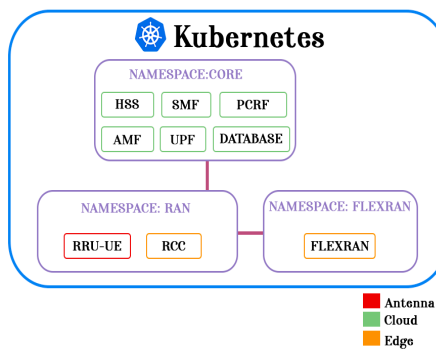 Kubernetes
NAMESPACE:CORE
HSS SMF PCRF
AMF UPF DATABASE
NAMESPACE: RAN NAMESPACE: FLEXRAN
RRU-UE RCC FLEXRAN
Antenna
Cloud
Edge